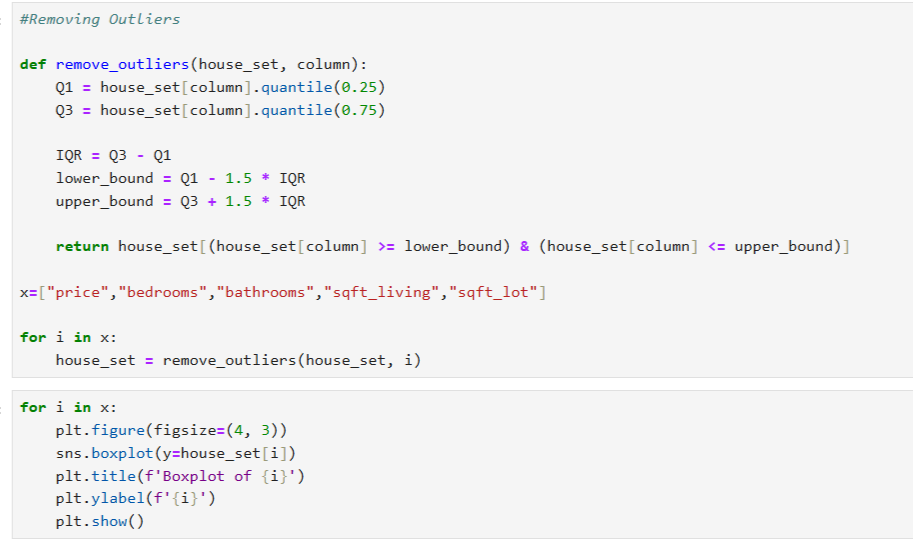 #Removing Outliers
def remove_outliers(house_set, column):
    Q1 = house_set[column].quantile(0.25)
    Q3 = house_set[column].quantile(0.75)
    IQR = Q3 - Q1
    lower_bound = Q1 - 1.5 * IQR
    upper_bound = Q3 + 1.5 * IQR
    return house_set[(house_set[column] >= lower_bound) & (house_set[column] <= upper_bound)]
x=["price","bedrooms","bathrooms","sqft_living","sqft_lot"]
for i in x:
    house_set = remove_outliers(house_set, i)
for i in x:
    plt.figure(figsize=(4, 3))
    sns.boxplot(y=house_set[i])
    plt.title(f'Boxplot of {i}')
    plt.ylabel(f'{i}')
    plt.show()